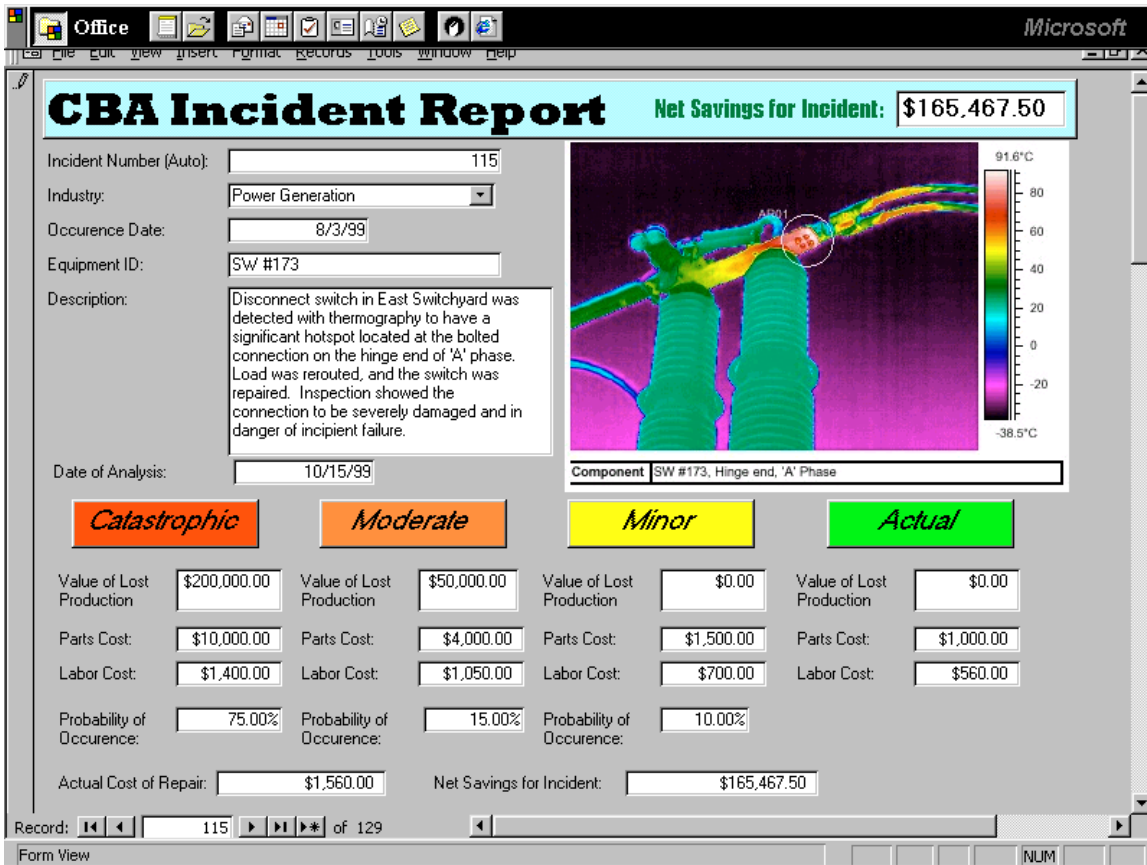 Office
Microsoft
File Edit View Insert Format Records Tools Window Help
CBA Incident Report
Net Savings for Incident: $165,467.50
Incident Number (Auto): 115
Industry: Power Generation
Occurence Date: 8/3/99
Equipment ID: SW #173
Description: Disconnect switch in East Switchyard was
detected with thermography to have a
significant hotspot located at the bolted
connection on the hinge end of 'A' phase.
Load was rerouted, and the switch was
repaired. Inspection showed the
connection to be severely damaged and in
danger of incipient failure.
Date of Analysis: 10/15/99
AR01
91.6°C
80
60
40
20
0
-20
-38.5°C
Component SW #173, Hinge end, 'A' Phase
Catastrophic Moderate Minor Actual
Value of Lost Production $200,000.00 Value of Lost Production $50,000.00 Value of Lost Production $0.00 Value of Lost Production $0.00
Parts Cost: $10,000.00 Parts Cost: $4,000.00 Parts Cost: $1,500.00 Parts Cost: $1,000.00
Labor Cost: $1,400.00 Labor Cost: $1,050.00 Labor Cost: $700.00 Labor Cost: $560.00
Probability of Occurence: 75.00% Probability of Occurence: 15.00% Probability of Occurence: 10.00%
Actual Cost of Repair: $1,560.00 Net Savings for Incident: $165,467.50
Record: 115 of 129
Form View NUM